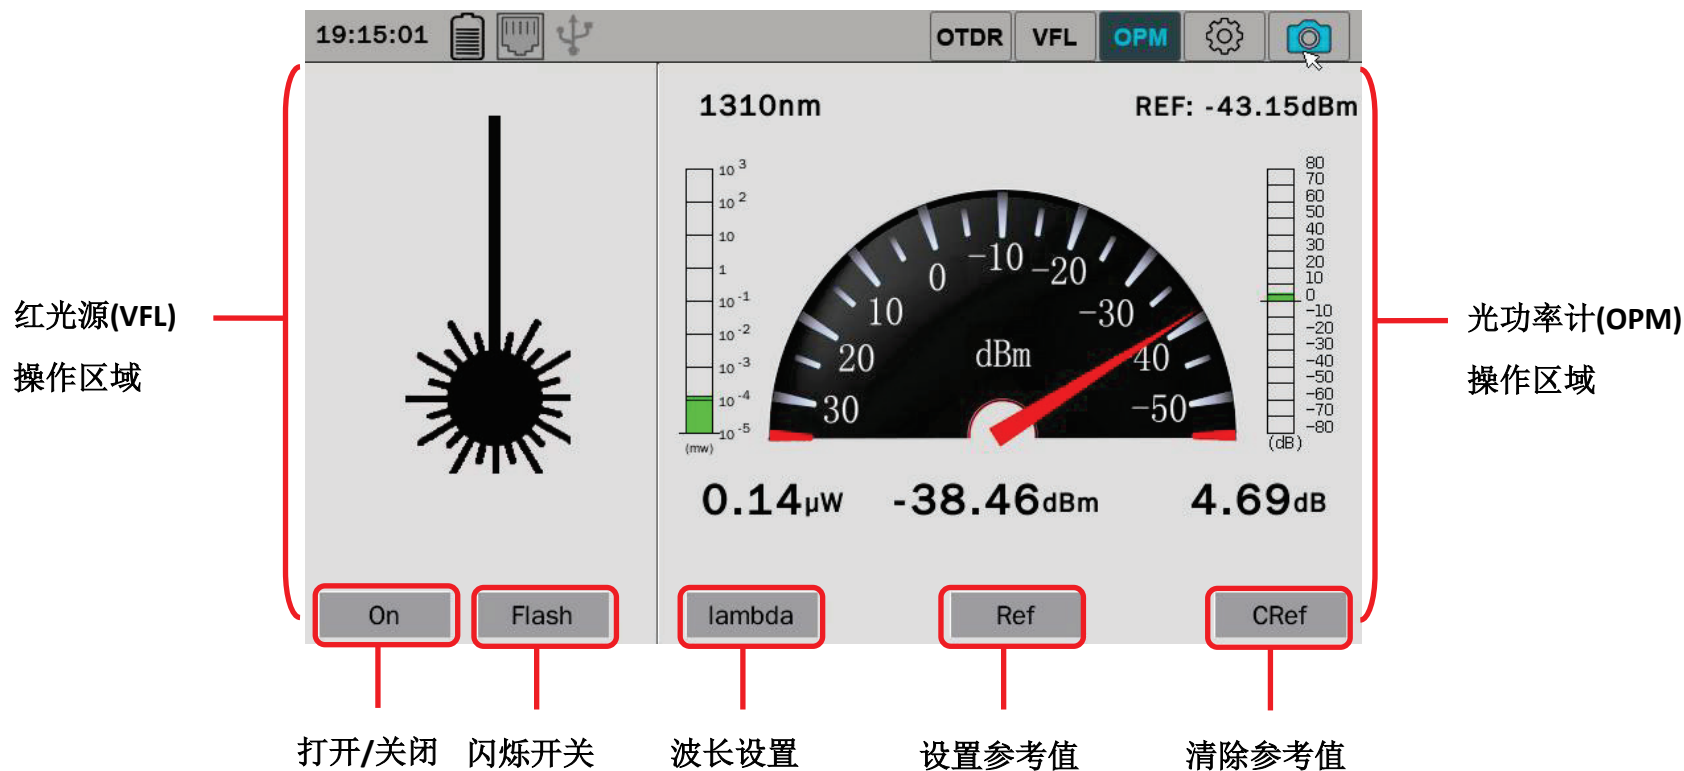 19:15:01
OTDR VFL OPM
1310nm
REF: -43.15dBm
10 3
10 2
10
1
10 -1
10 -2
10 -3
10 -4
10 -5
(mw)
30 20 10 0 -10 -20 -30 40 -50
dBm
80
70
60
50
40
30
20
10
0
-10
-20
-30
-40
-50
-60
-70
-80
(dB)
0.14μW -38.46dBm 4.69dB
红光源(VFL)
操作区域
光功率计(OPM)
操作区域
On Flash lambda Ref CRef
打开/关闭 闪烁开关 波长设置 设置参考值 清除参考值